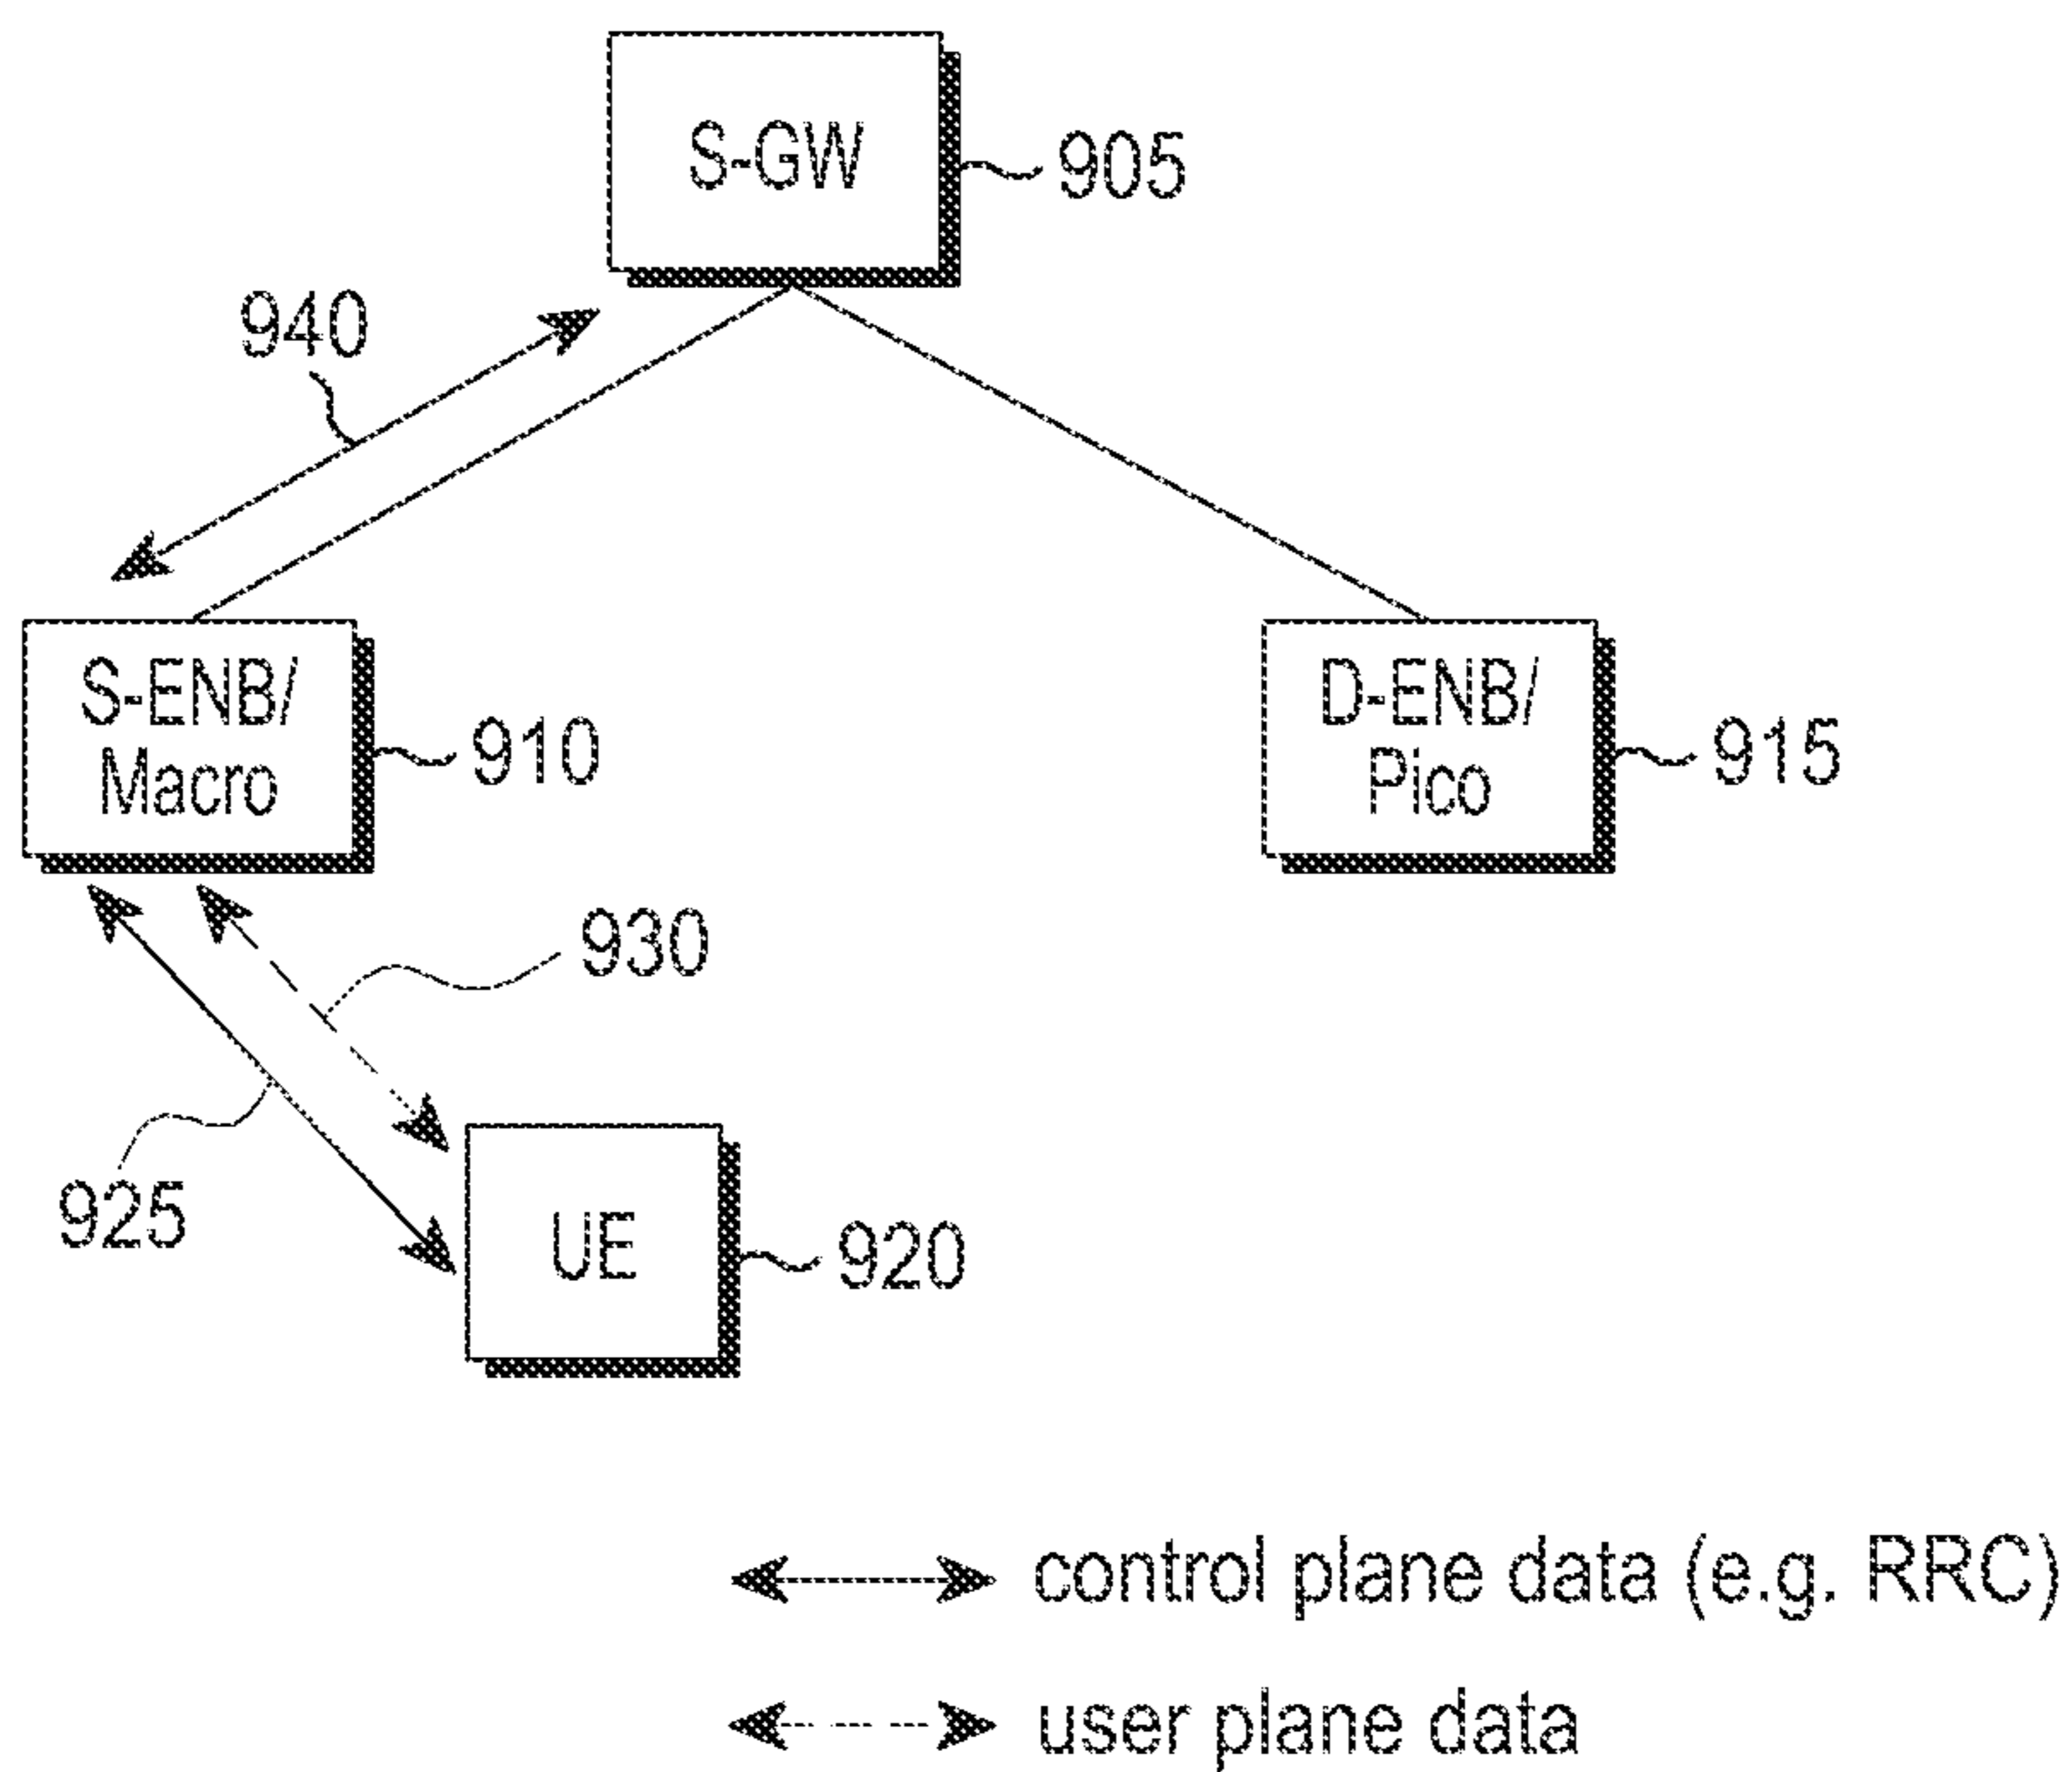 S-GW
905
940
S-ENB/
Macro
910
D-ENB/
Pico
915
930
925
UE
920
control plane data (e.g. RRC)
user plane data